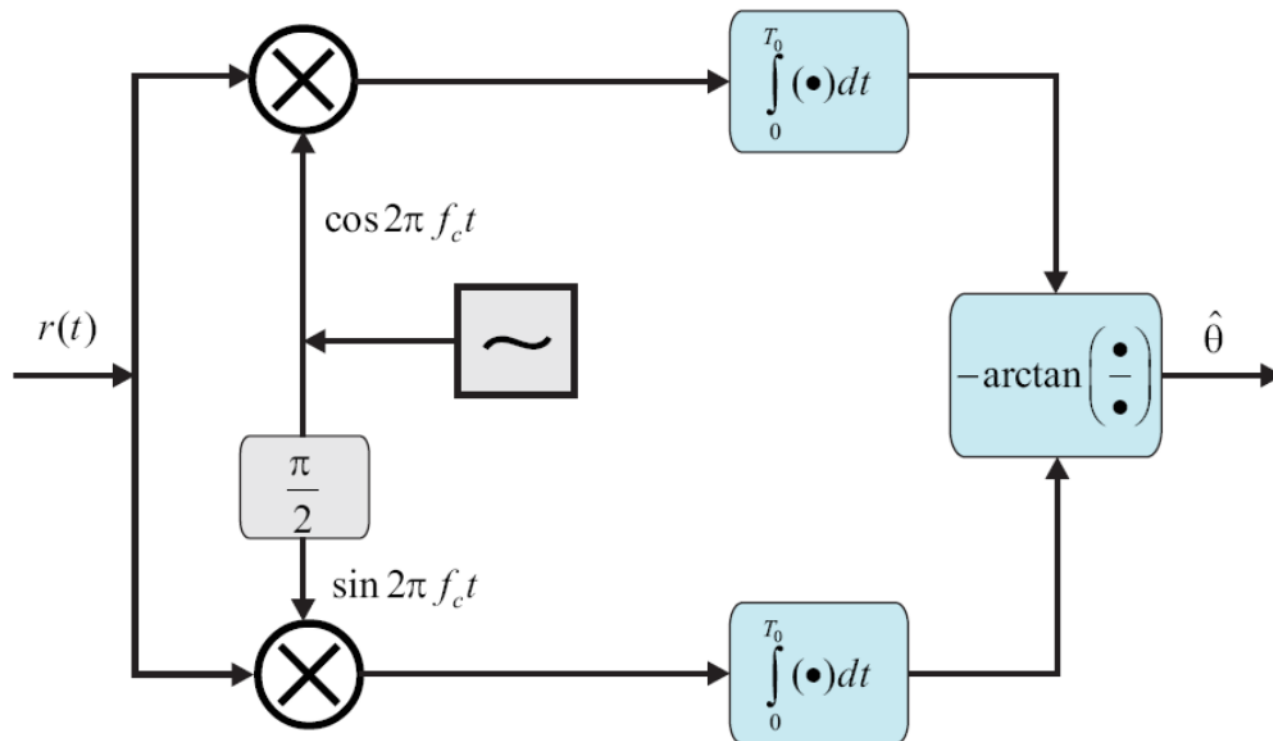 ∫₀^{T₀} (•)dt
cos 2π f_c t
r(t)
~
θ̂
−arctan(•/•)
π/2
sin 2π f_c t
∫₀^{T₀} (•)dt